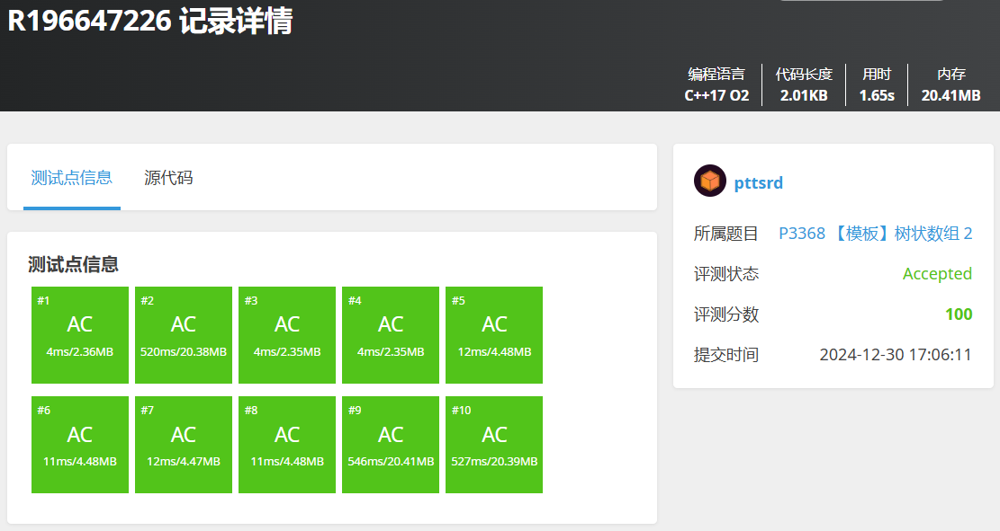 R196647226 记录详情
编程语言 代码长度 用时 内存
C++17 O2 2.01KB 1.65s 20.41MB
测试点信息 源代码
测试点信息
#1 #2 #3 #4 #5
AC AC AC AC AC
4ms/2.36MB 520ms/20.38MB 4ms/2.35MB 4ms/2.35MB 12ms/4.48MB
#6 #7 #8 #9 #10
AC AC AC AC AC
11ms/4.48MB 12ms/4.47MB 11ms/4.48MB 546ms/20.41MB 527ms/20.39MB
pttsrd
所属题目 P3368 【模板】树状数组 2
评测状态 Accepted
评测分数 100
提交时间 2024-12-30 17:06:11